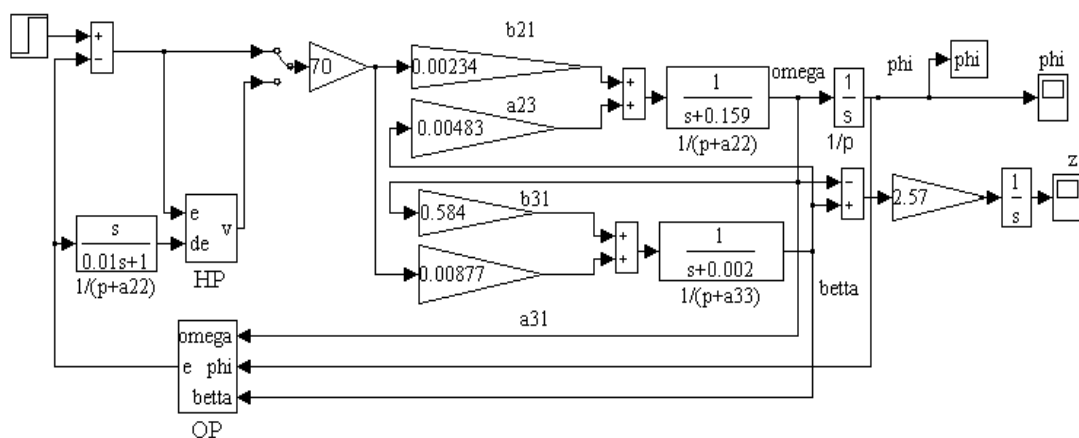 b21
+
−
70
0.00234
a23
0.00483
+
+
1
s+0.159
1/(p+a22)
omega
1
s
1/p
phi
phi
phi
e
de
v
HP
s
0.01s+1
1/(p+a22)
b31
0.584
0.00877
+
+
1
s+0.002
1/(p+a33)
−
+
2.57
1
s
z
betta
a31
omega
e phi
betta
OP